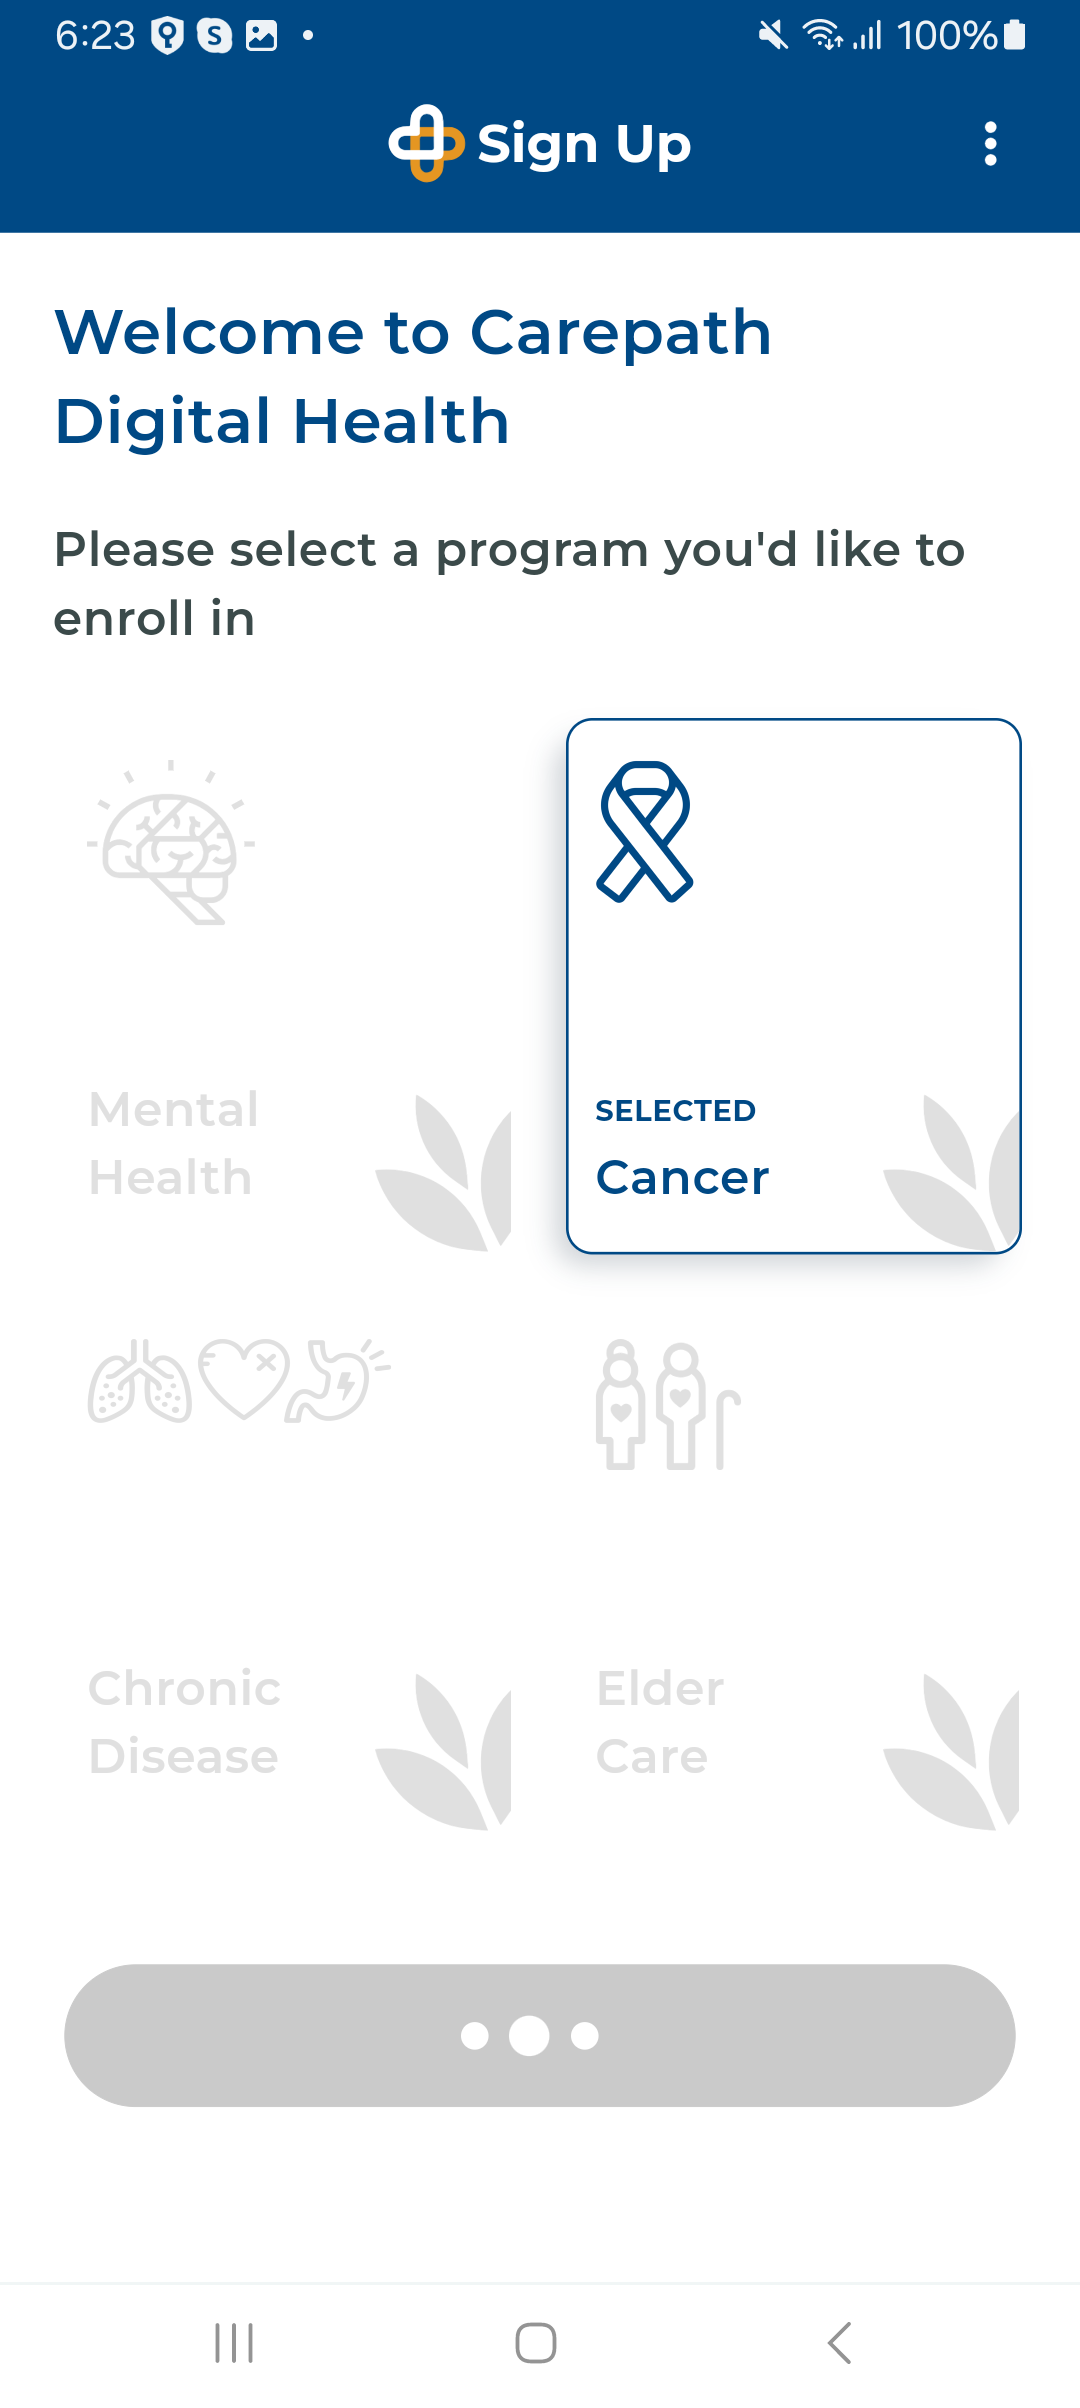 6:23
S
100%
Sign Up
Welcome to Carepath
Digital Health
Please select a program you'd like to
enroll in
Mental
Health
SELECTED
Cancer
Chronic
Disease
Elder
Care